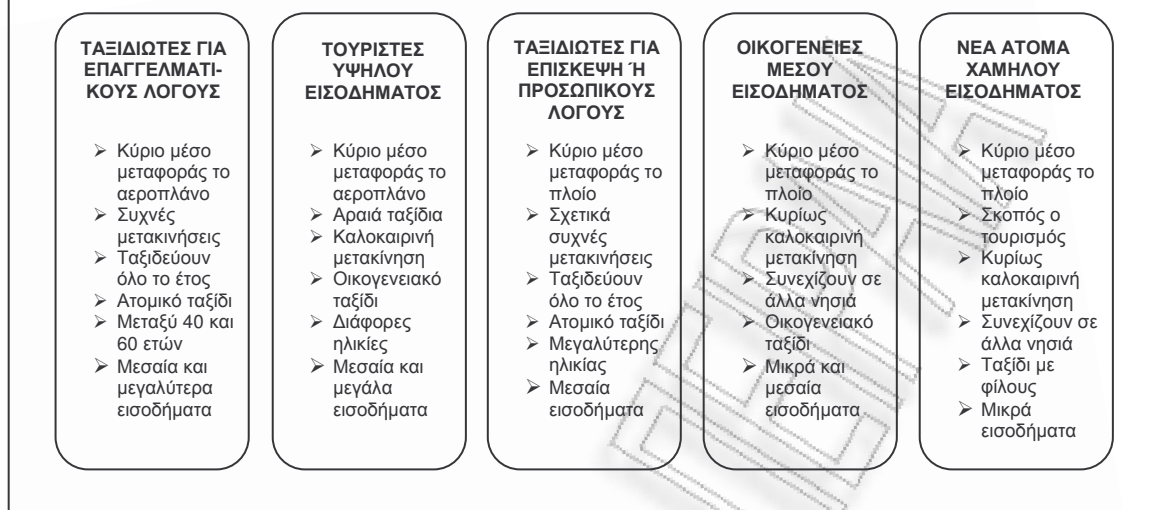 ΤΑΞΙΔΙΩΤΕΣ ΓΙΑ
ΕΠΑΓΓΕΛΜΑΤΙ-
ΚΟΥΣ ΛΟΓΟΥΣ
➢ Κύριο μέσο
μεταφοράς το
αεροπλάνο
➢ Συχνές
μετακινήσεις
➢ Ταξιδεύουν
όλο το έτος
➢ Ατομικό ταξίδι
➢ Μεταξύ 40 και
60 ετών
➢ Μεσαία και
μεγαλύτερα
εισοδήματα
ΤΟΥΡΙΣΤΕΣ
ΥΨΗΛΟΥ
ΕΙΣΟΔΗΜΑΤΟΣ
➢ Κύριο μέσο
μεταφοράς το
αεροπλάνο
➢ Αραιά ταξίδια
➢ Καλοκαιρινή
μετακίνηση
➢ Οικογενειακό
ταξίδι
➢ Διάφορες
ηλικίες
➢ Μεσαία και
μεγάλα
εισοδήματα
ΤΑΞΙΔΙΩΤΕΣ ΓΙΑ
ΕΠΙΣΚΕΨΗ Ή
ΠΡΟΣΩΠΙΚΟΥΣ
ΛΟΓΟΥΣ
➢ Κύριο μέσο
μεταφοράς το
πλοίο
➢ Σχετικά
συχνές
μετακινήσεις
➢ Ταξιδεύουν
όλο το έτος
➢ Ατομικό ταξίδι
➢ Μεγαλύτερης
ηλικίας
➢ Μεσαία
εισοδήματα
ΟΙΚΟΓΕΝΕΙΕΣ
ΜΕΣΟΥ
ΕΙΣΟΔΗΜΑΤΟΣ
➢ Κύριο μέσο
μεταφοράς το
πλοίο
➢ Κυρίως
καλοκαιρινή
μετακίνηση
➢ Συνεχίζουν σε
άλλα νησιά
➢ Οικογενειακό
ταξίδι
➢ Μικρά και
μεσαία
εισοδήματα
ΝΕΑ ΑΤΟΜΑ
ΧΑΜΗΛΟΥ
ΕΙΣΟΔΗΜΑΤΟΣ
➢ Κύριο μέσο
μεταφοράς το
πλοίο
➢ Σκοπός ο
τουρισμός
➢ Κυρίως
καλοκαιρινή
μετακίνηση
➢ Συνεχίζουν σε
άλλα νησιά
➢ Ταξίδι με
φίλους
➢ Μικρά
εισοδήματα